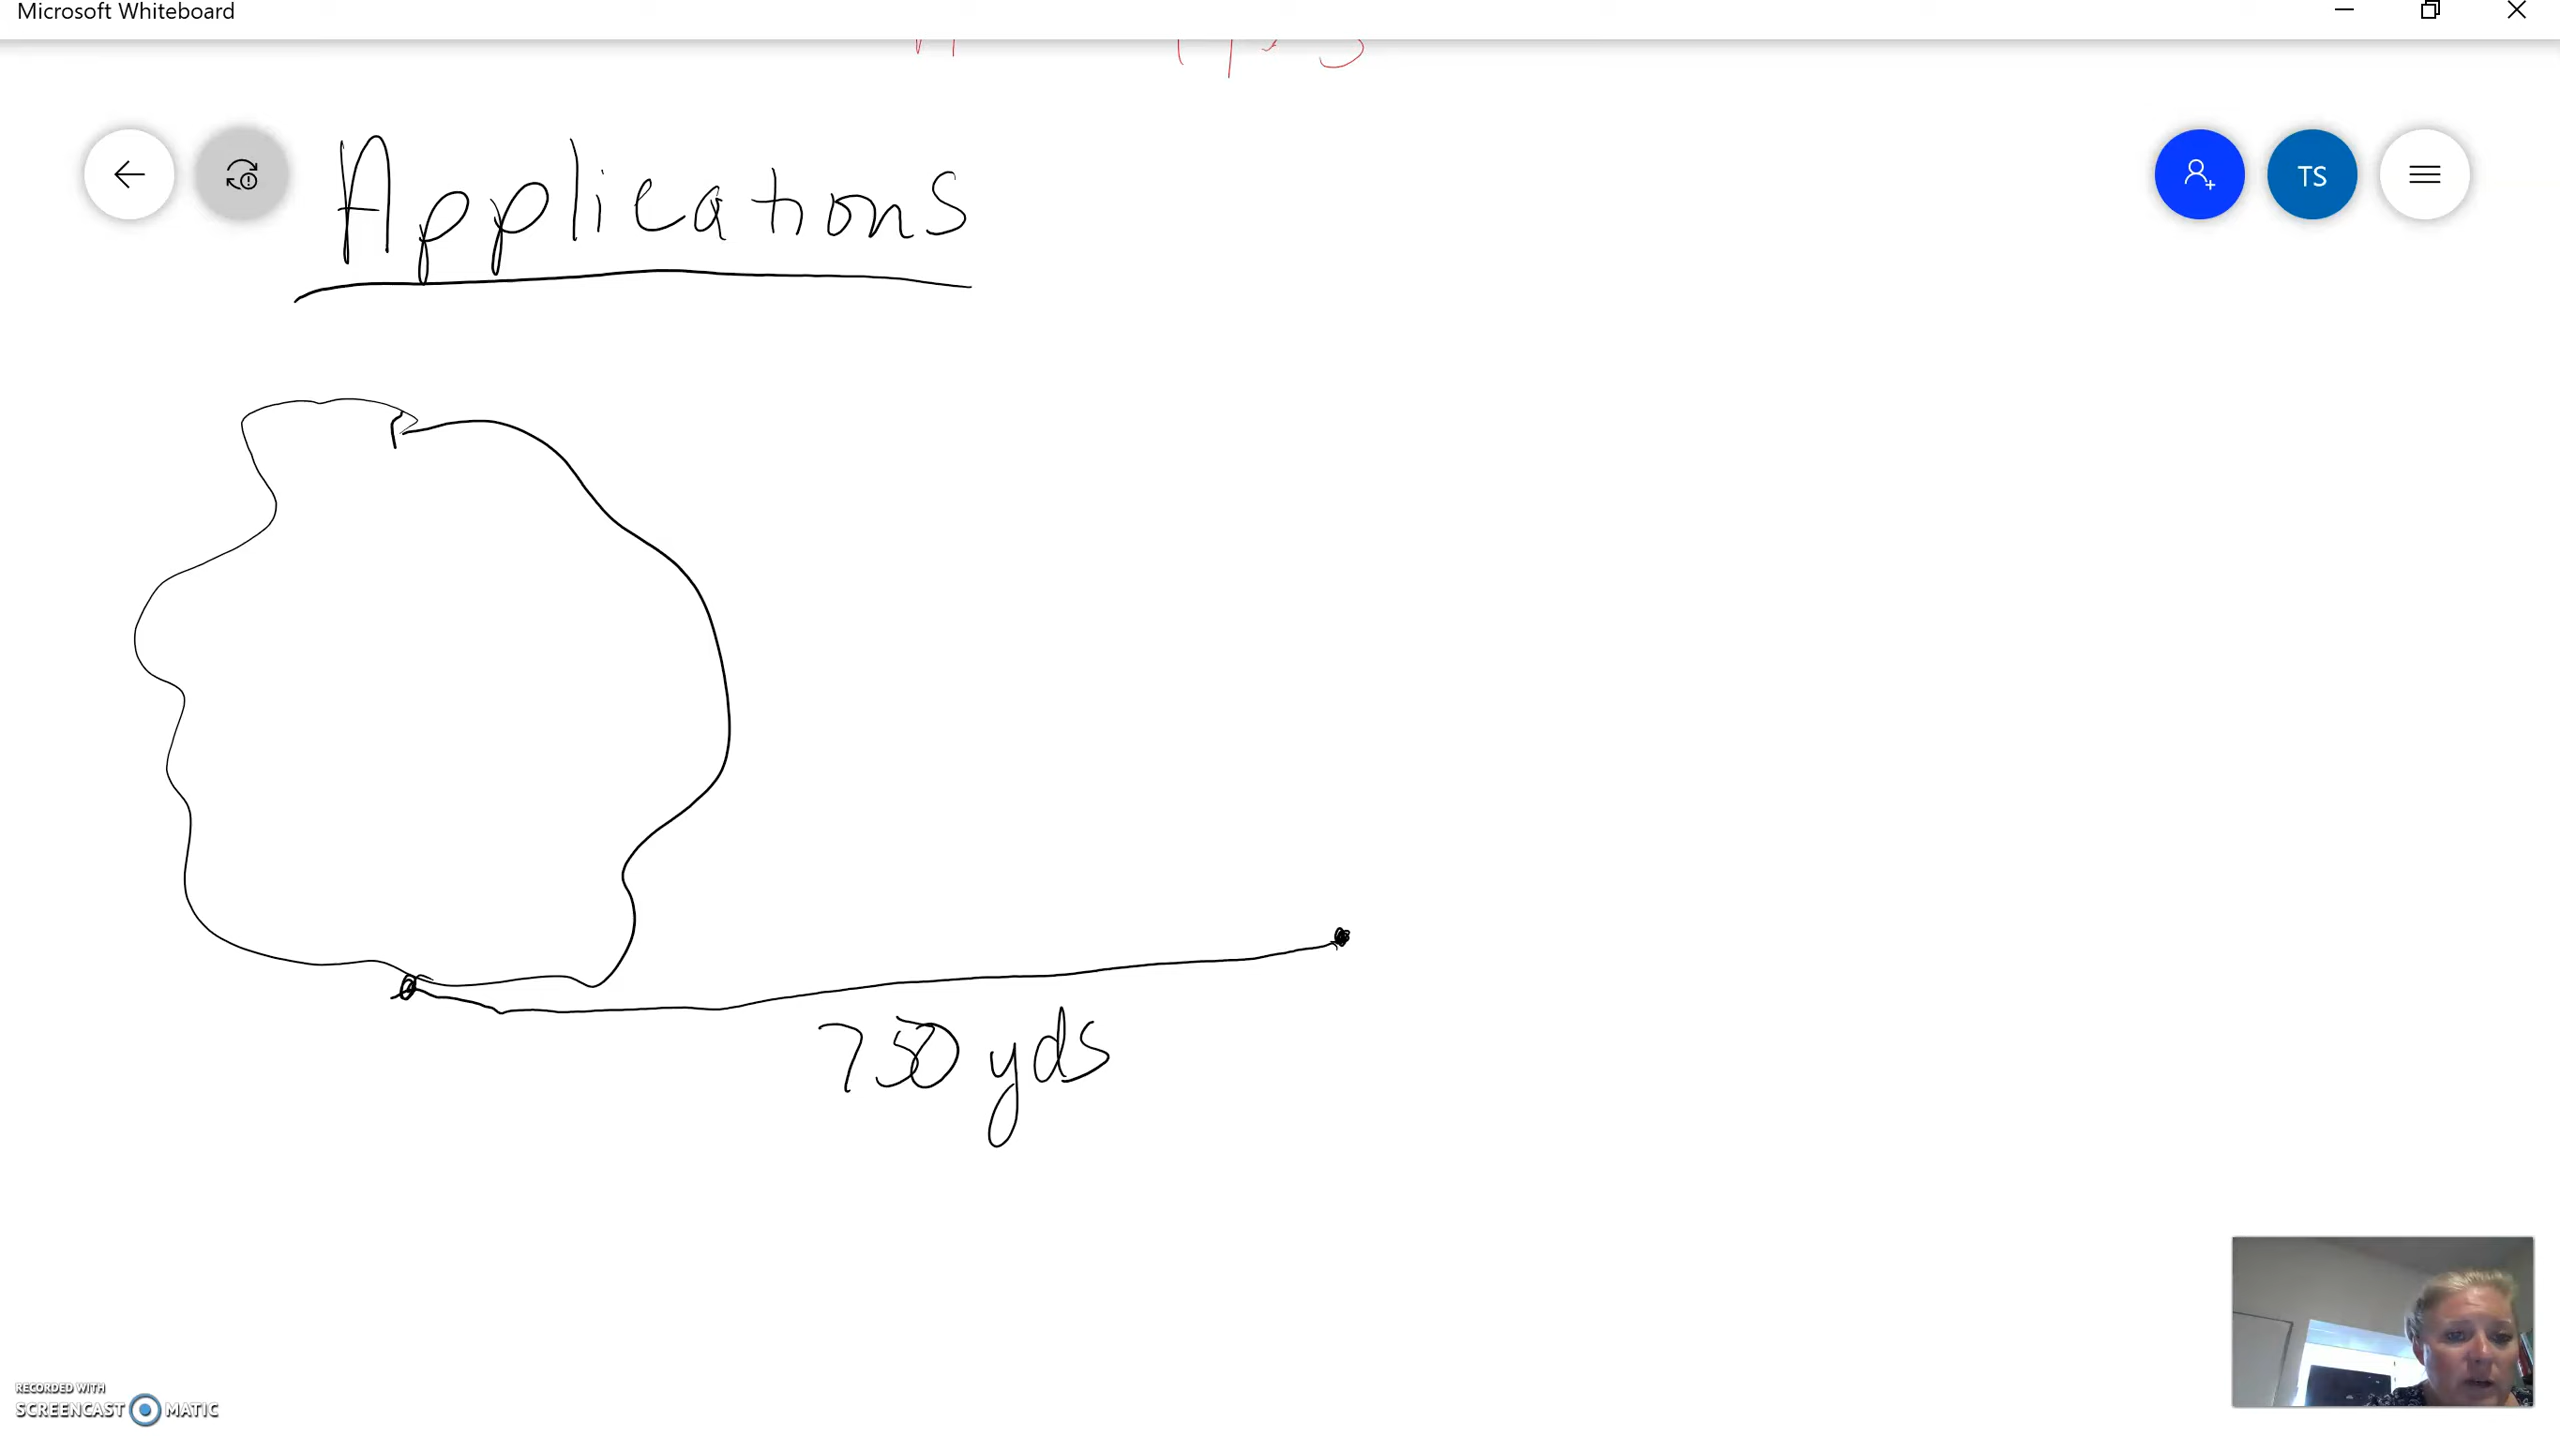 Microsoft Whiteboard
TS
Applications
750 yds
RECORDED WITH
SCREENCAST MATIC